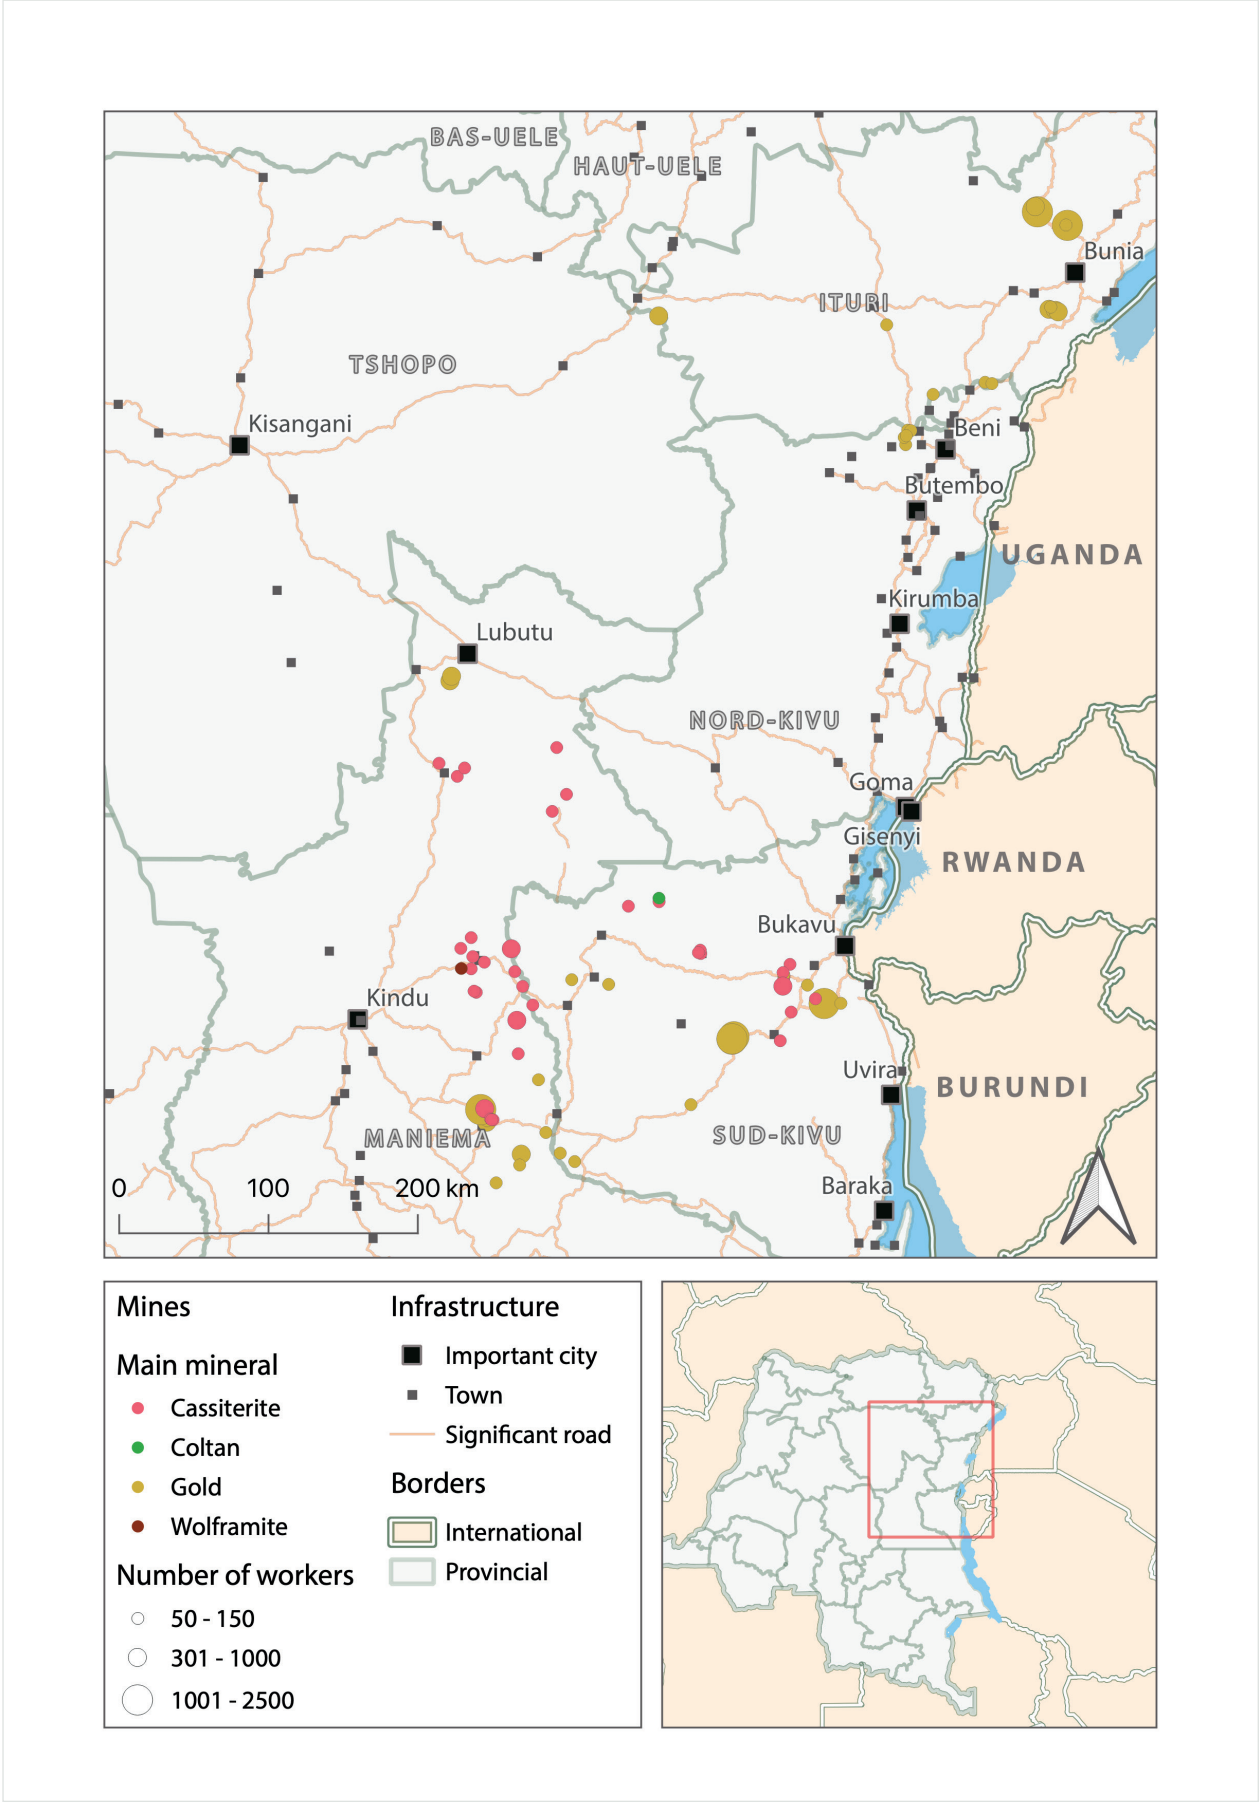 BAS-UELE
HAUT-UELE
Bunia
ITURI
TSHOPO
Kisangani
Beni
Butembo
UGANDA
Kirumba
Lubutu
NORD-KIVU
Goma
Gisenyi
RWANDA
Bukavu
Kindu
Uvira
BURUNDI
MANIEMA
SUD-KIVU
Baraka
0 100 200 km
Mines
Main mineral
Cassiterite
Coltan
Gold
Wolframite
Number of workers
50 - 150
301 - 1000
1001 - 2500
Infrastructure
Important city
Town
Significant road
Borders
International
Provincial